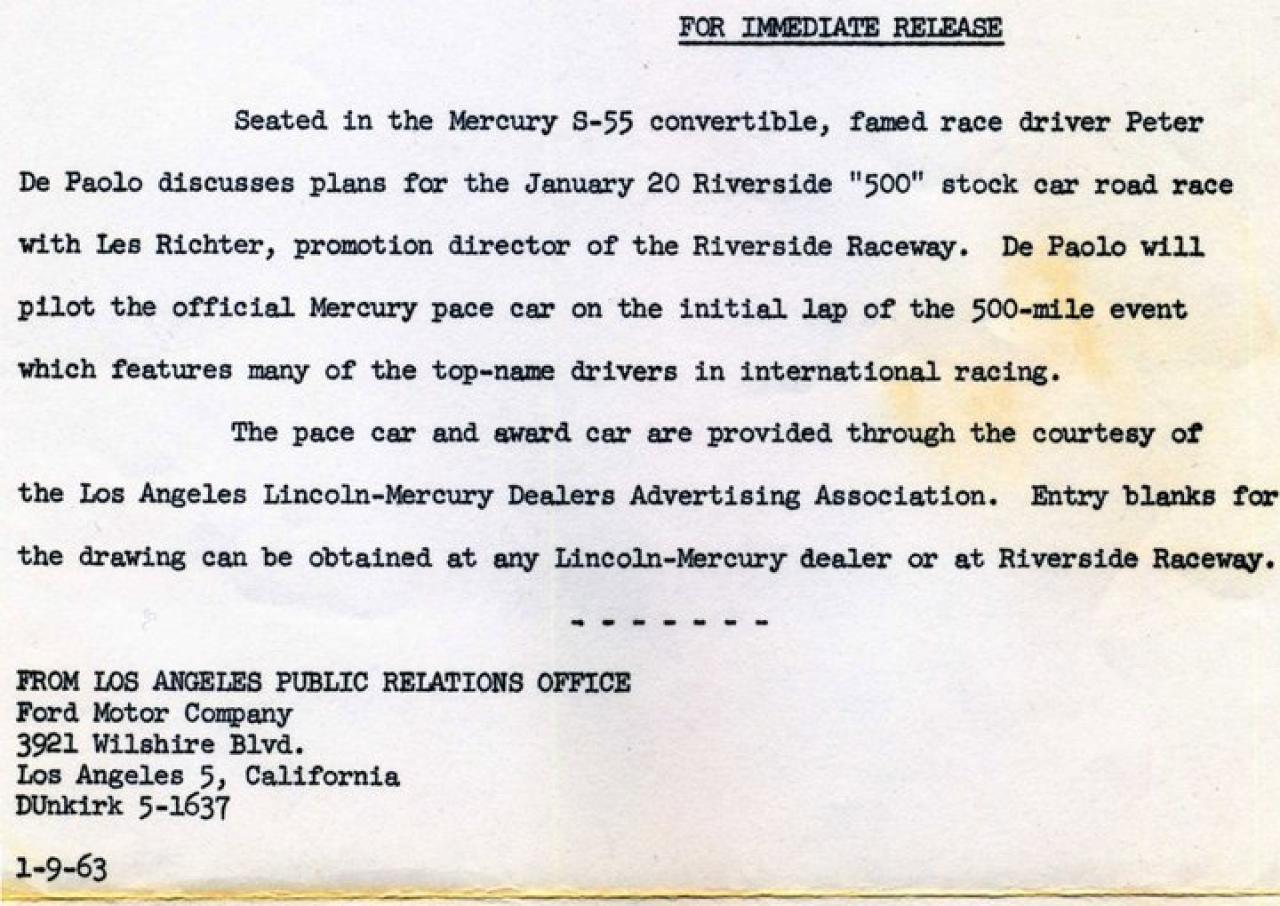 FOR IMMEDIATE RELEASE
Seated in the Mercury S-55 convertible, famed race driver Peter
De Paolo discusses plans for the January 20 Riverside "500" stock car road race
with Les Richter, promotion director of the Riverside Raceway. De Paolo will
pilot the official Mercury pace car on the initial lap of the 500-mile event
which features many of the top-name drivers in international racing.
The pace car and award car are provided through the courtesy of
the Los Angeles Lincoln-Mercury Dealers Advertising Association. Entry blanks for
the drawing can be obtained at any Lincoln-Mercury dealer or at Riverside Raceway.
- - - - - - -
FROM LOS ANGELES PUBLIC RELATIONS OFFICE
Ford Motor Company
3921 Wilshire Blvd.
Los Angeles 5, California
DUnkirk 5-1637
1-9-63